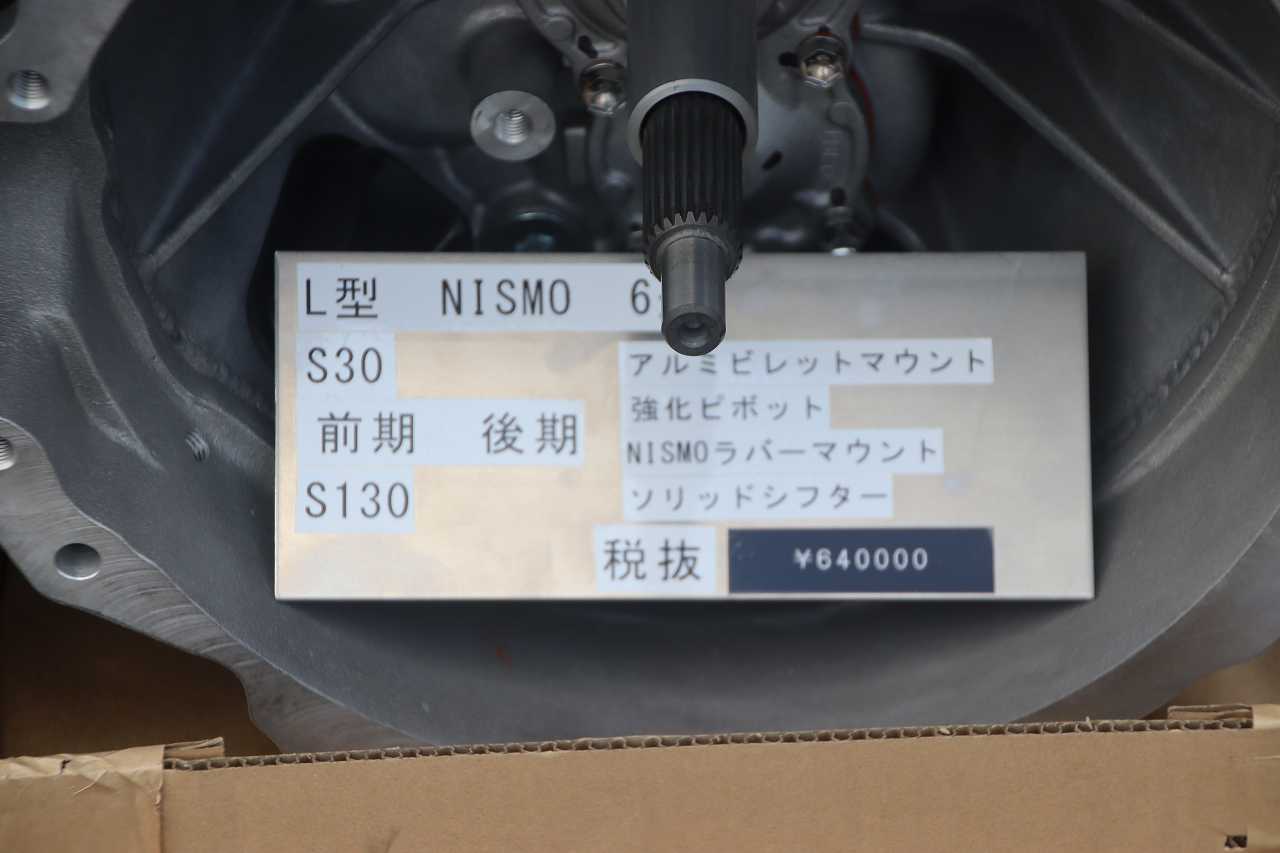 L型 NISMO 6
S30
前期 後期
S130
アルミビレットマウント
強化ピボット
NISMOラバーマウント
ソリッドシフター
税抜 ¥640000